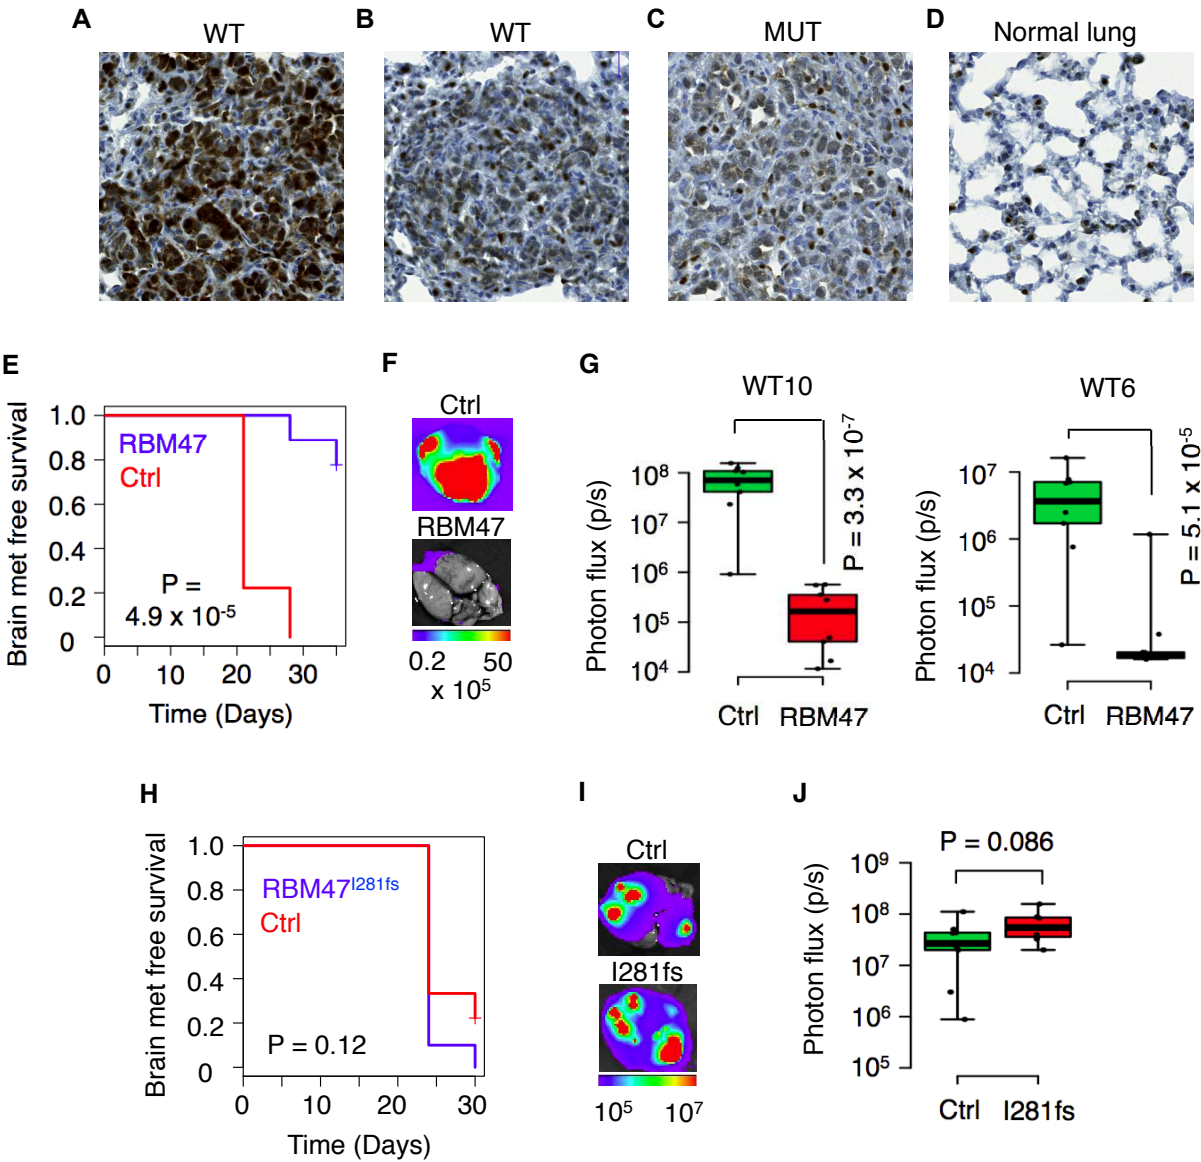 A
WT
B
WT
C
MUT
D
Normal lung
E
Brain met free survival
1.0
0.8
0.6
0.4
0.2
0
RBM47
Ctrl
P =
4.9 x 10-5
0
10
20
30
Time (Days)
F
Ctrl
RBM47
0.2
50
x 10⁵
G
WT10
Photon flux (p/s)
10⁸
10⁷
10⁶
10⁵
10⁴
P = 3.3 x 10-7
Ctrl
RBM47
WT6
Photon flux (p/s)
10⁷
10⁶
10⁵
10⁴
P = 5.1 x 10-5
Ctrl
RBM47
H
Brain met free survival
1.0
0.8
0.6
0.4
0.2
0
RBM47I281fs
Ctrl
P = 0.12
0
10
20
30
Time (Days)
I
Ctrl
I281fs
10⁵
10⁷
J
P = 0.086
Photon flux (p/s)
10⁹
10⁸
10⁷
10⁶
10⁵
Ctrl
I281fs